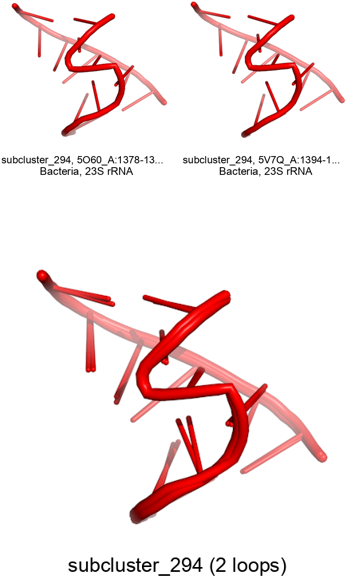 subcluster_294, 5O60_A:1378-13...
Bacteria, 23S rRNA
subcluster_294, 5V7Q_A:1394-1...
Bacteria, 23S rRNA
subcluster_294 (2 loops)